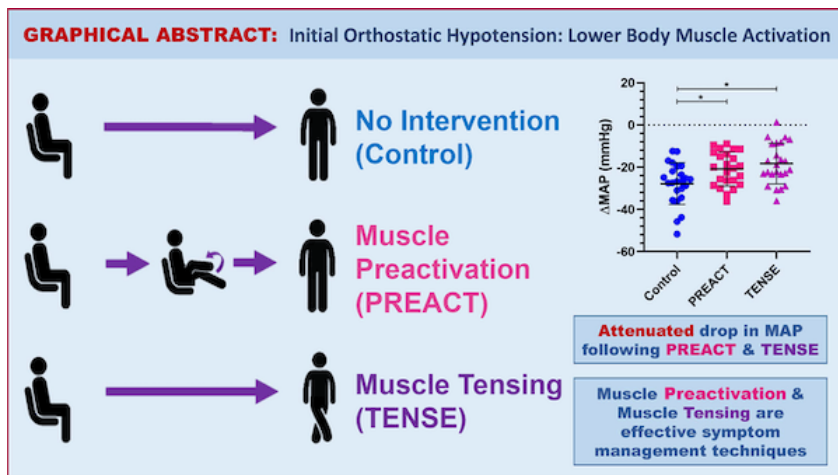 GRAPHICAL ABSTRACT: Initial Orthostatic Hypotension: Lower Body Muscle Activation
No Intervention
(Control)
Muscle
Preactivation
(PREACT)
Muscle Tensing
(TENSE)
20
0
-20
-40
-60
ΔMAP (mmHg)
*
*
Control
PREACT
TENSE
Attenuated drop in MAP
following PREACT & TENSE
Muscle Preactivation &
Muscle Tensing are
effective symptom
management techniques